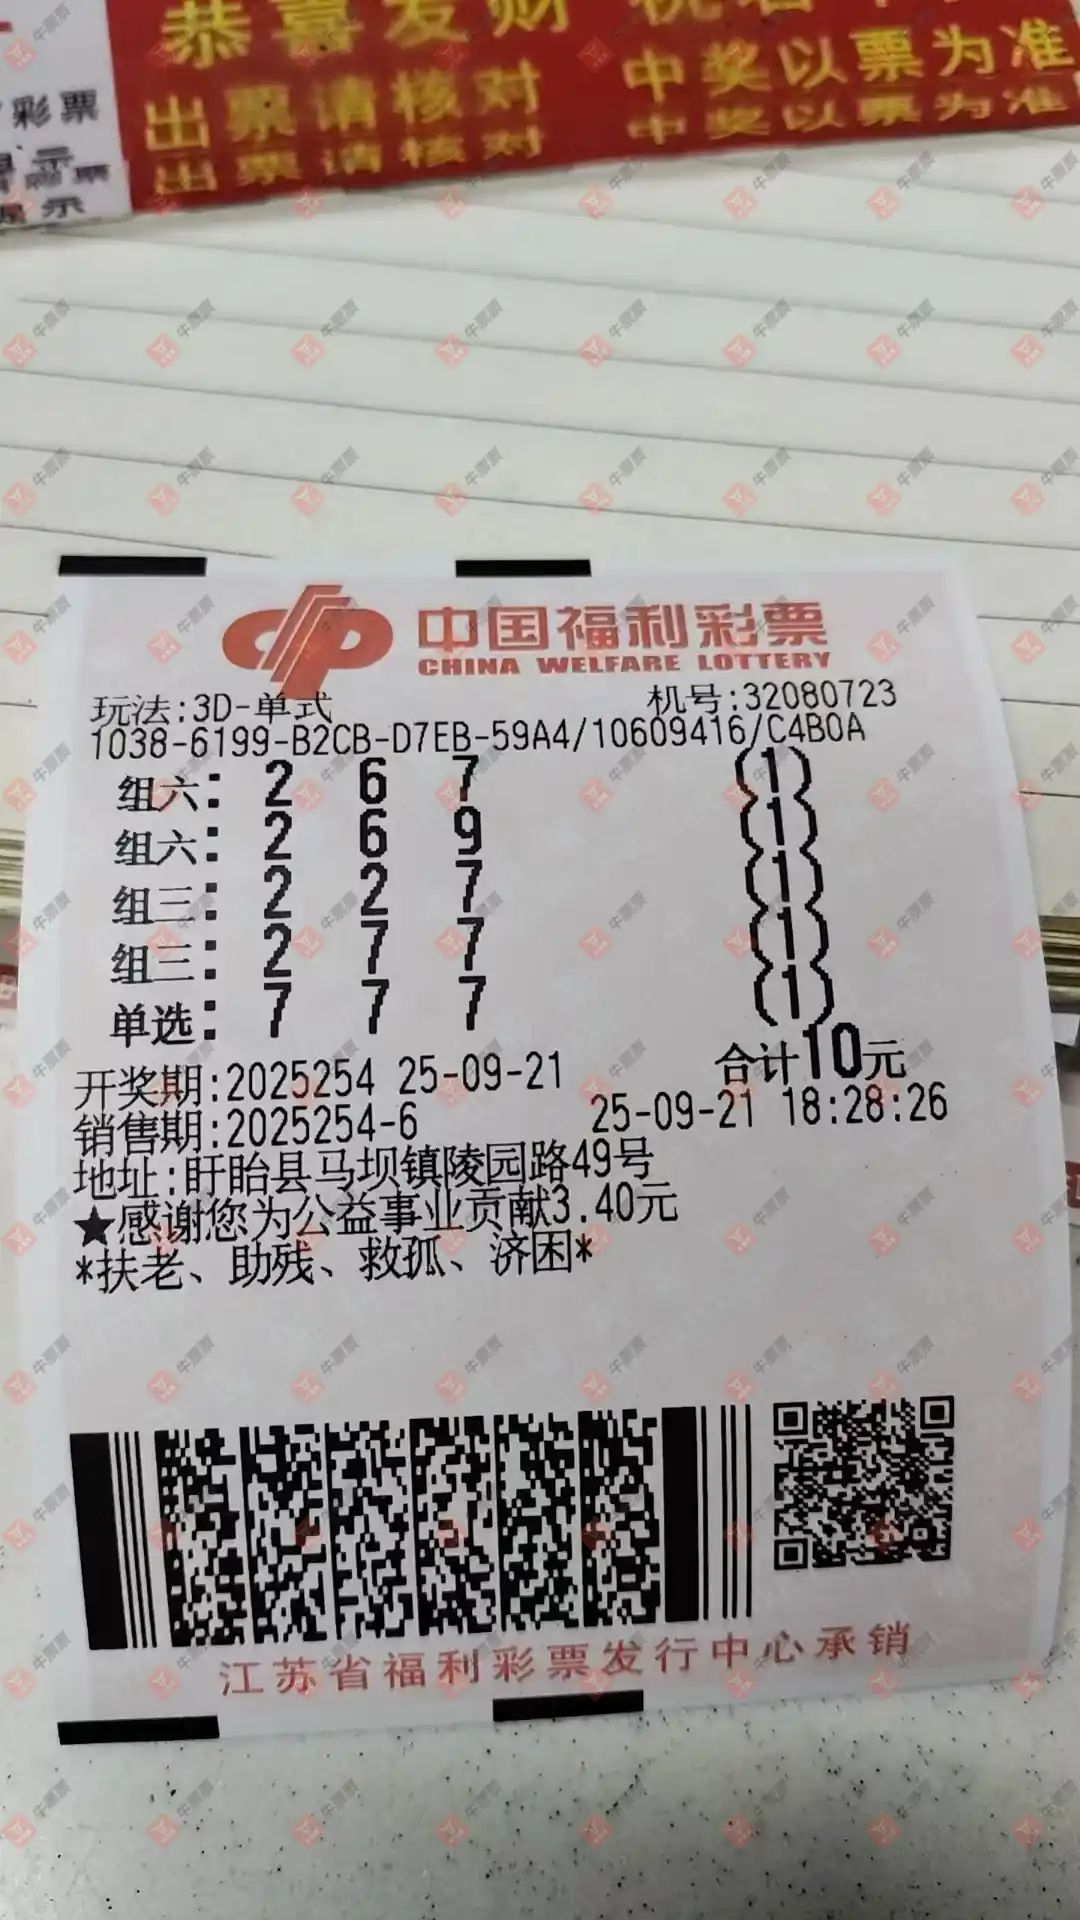 恭喜发财 祝君中
出票请核对 中奖以票为准
出票请核对 中奖以票为准
彩票
中国福利彩票
CHINA WELFARE LOTTERY
玩法:3D-单式 机号:32080723
1038-6199-B2CB-D7EB-59A4/10609416/C4B0A
组六: 2 6 7 (1)
组六: 2 6 9 (1)
组三: 2 2 7 (1)
组三: 2 7 7 (1)
单选: 7 7 7 (1)
合计10元
开奖期:2025254 25-09-21
销售期:2025254-6 25-09-21 18:28:26
地址:盱眙县马坝镇陵园路49号
★感谢您为公益事业贡献3.40元
*扶老、助残、救孤、济困*
江苏省福利彩票发行中心承销
牛票票